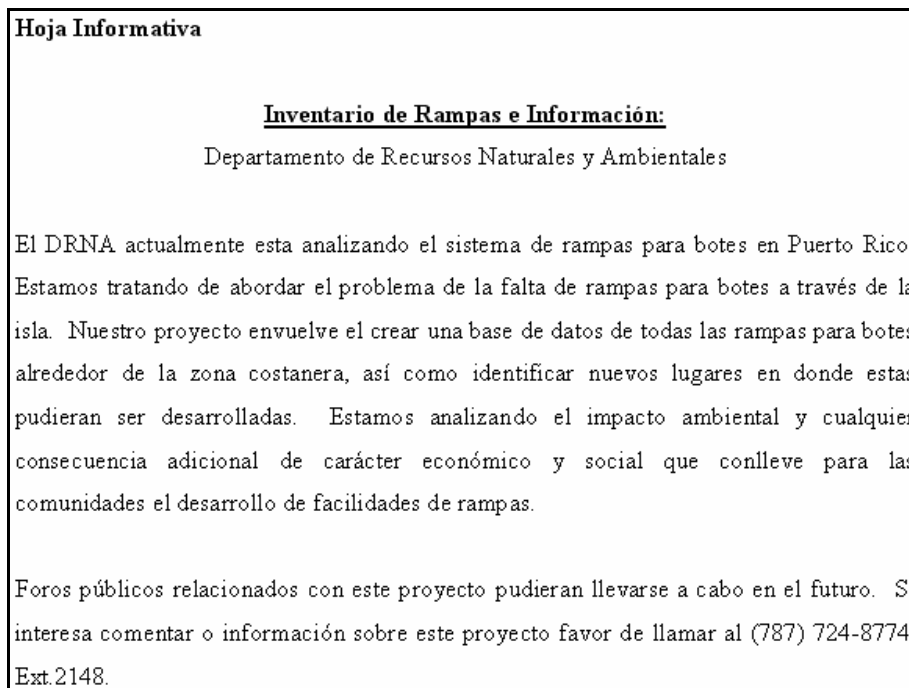 Hoja Informativa
Inventario de Rampas e Información:
Departamento de Recursos Naturales y Ambientales
El DRNA actualmente esta analizando el sistema de rampas para botes en Puerto Rico
Estamos tratando de abordar el problema de la falta de rampas para botes a través de la
isla. Nuestro proyecto envuelve el crear una base de datos de todas las rampas para botes
alrededor de la zona costanera, así como identificar nuevos lugares en donde estas
pudieran ser desarrolladas. Estamos analizando el impacto ambiental y cualquier
consecuencia adicional de carácter económico y social que conlleve para las
comunidades el desarrollo de facilidades de rampas.
Foros públicos relacionados con este proyecto pudieran llevarse a cabo en el futuro. S
interesa comentar o información sobre este proyecto favor de llamar al (787) 724-8774
Ext.2148.